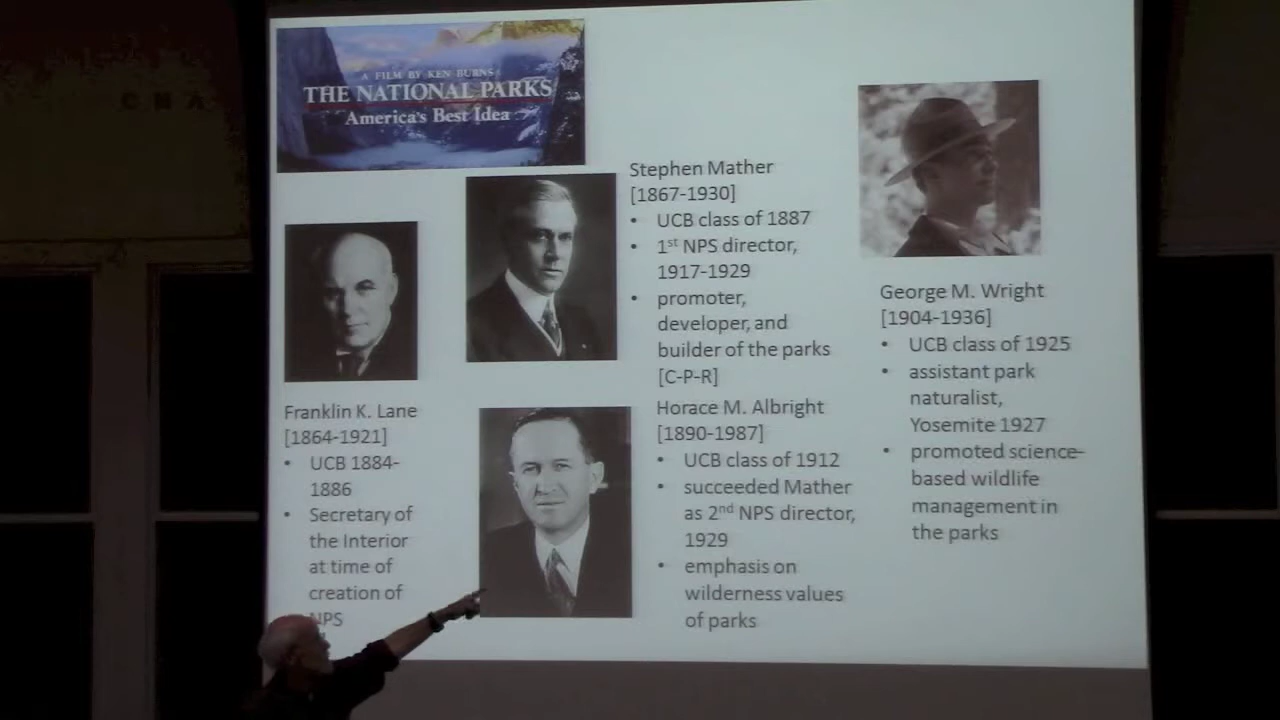 A FILM BY KEN BURNS
THE NATIONAL PARKS
America's Best Idea
Stephen Mather
[1867-1930]
• UCB class of 1887
• 1st NPS director,
1917-1929
• promoter,
developer, and
builder of the parks
[C-P-R]
George M. Wright
[1904-1936]
• UCB class of 1925
• assistant park
naturalist,
Yosemite 1927
• promoted science-
based wildlife
management in
the parks
Franklin K. Lane
[1864-1921]
• UCB 1884-
1886
• Secretary of
the Interior
at time of
creation of
NPS
Horace M. Albright
[1890-1987]
• UCB class of 1912
• succeeded Mather
as 2nd NPS director,
1929
• emphasis on
wilderness values
of parks